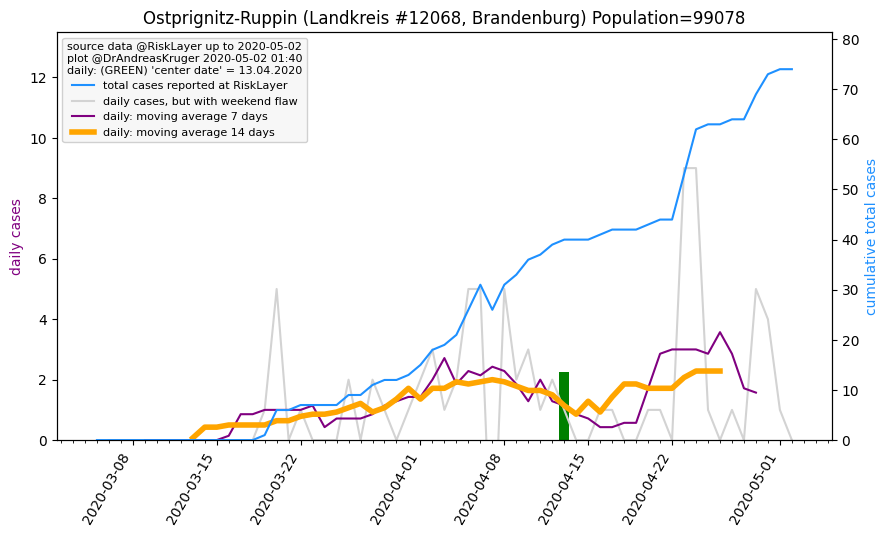 Ostprignitz-Ruppin (Landkreis #12068, Brandenburg) Population=99078
source data @RiskLayer up to 2020-05-02
plot @DrAndreasKruger 2020-05-02 01:40
daily: (GREEN) 'center date' = 13.04.2020
total cases reported at RiskLayer
daily cases, but with weekend flaw
daily: moving average 7 days
daily: moving average 14 days
daily cases
0
2
4
6
8
10
12
cumulative total cases
0
10
20
30
40
50
60
70
80
2020-03-08
2020-03-15
2020-03-22
2020-04-01
2020-04-08
2020-04-15
2020-04-22
2020-05-01